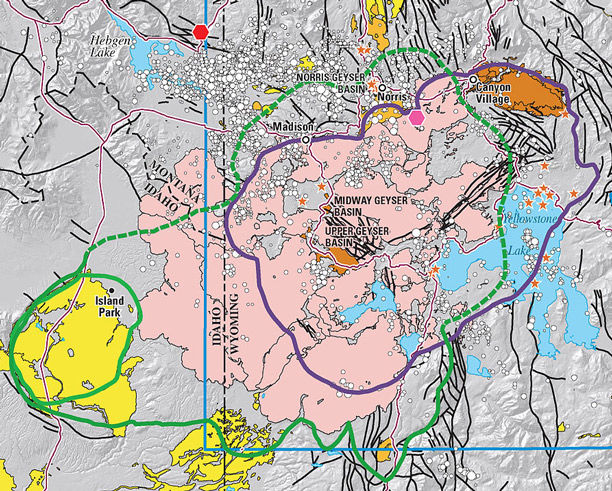 Hebgen
Lake
NORRIS GEYSER
BASIN
Norris
Canyon
Village
Madison
MONTANA
IDAHO
MIDWAY GEYSER
BASIN
UPPER GEYSER
BASIN
Yellowstone
Lake
Island
Park
IDAHO
WYOMING